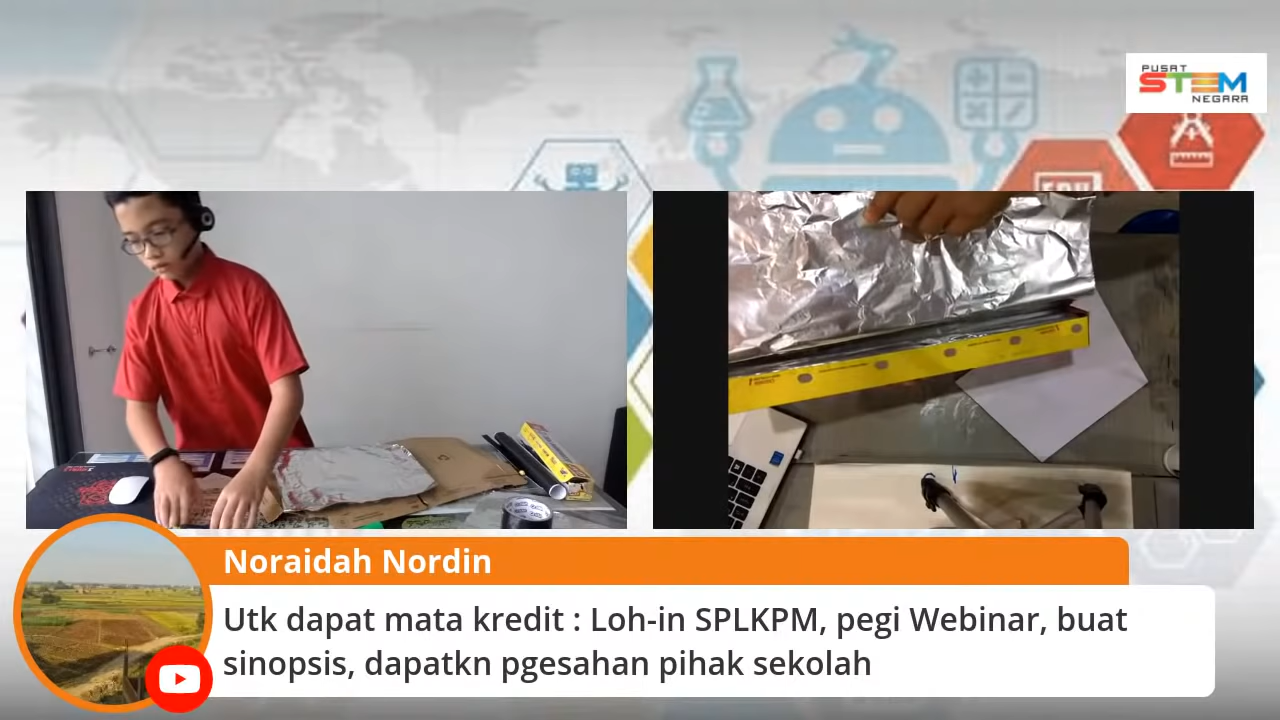 PUSAT
STEM
NEGARA
EDU
Noraidah Nordin
Utk dapat mata kredit : Loh-in SPLKPM, pegi Webinar, buat
sinopsis, dapatkn pgesahan pihak sekolah